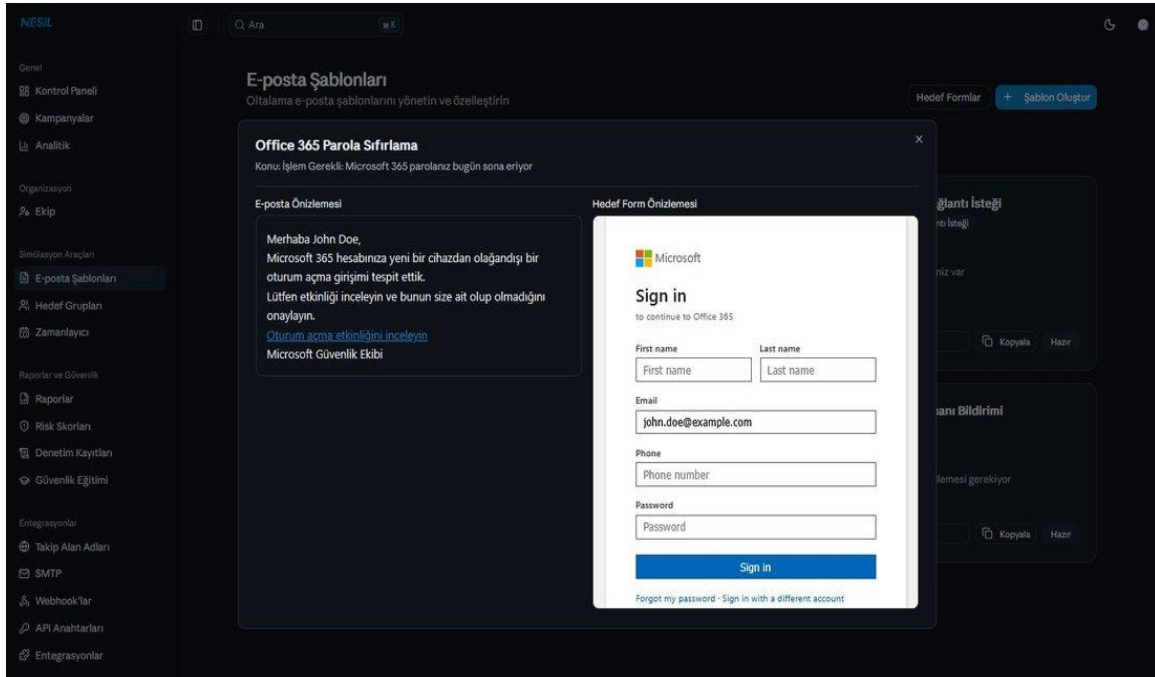 NESIL
Ara
⌘ K
Genel
Kontrol Paneli
Kampanyalar
Analitik
Organizasyon
Ekip
Simülasyon Araçları
E-posta Şablonları
Hedef Grupları
Zamanlayıcı
Raporlar ve Güvenlik
Raporlar
Risk Skorları
Denetim Kayıtları
Güvenlik Eğitimi
Entegrasyonlar
Takip Alan Adları
SMTP
Webhook'lar
API Anahtarları
Entegrasyonlar
E-posta Şablonları
Oltalama e-posta şablonlarını yönetin ve özelleştirin
Hedef Formlar
+ Şablon Oluştur
Office 365 Parola Sıfırlama
Konu: İşlem Gerekli: Microsoft 365 parolanız bugün sona eriyor
E-posta Önizlemesi
Merhaba John Doe,
Microsoft 365 hesabınıza yeni bir cihazdan olağandışı bir
oturum açma girişimi tespit ettik.
Lütfen etkinliği inceleyin ve bunun size ait olup olmadığını
onaylayın.
Oturum açma etkinliğini inceleyin
Microsoft Güvenlik Ekibi
Hedef Form Önizlemesi
Microsoft
Sign in
to continue to Office 365
First name Last name
First name Last name
Email
john.doe@example.com
Phone
Phone number
Password
Password
Sign in
Forgot my password · Sign in with a different account
ğlantı İsteği
ntı İsteği
niz var
Kopyala Hazır
anı Bildirimi
lemesi gerekiyor
Kopyala Hazır